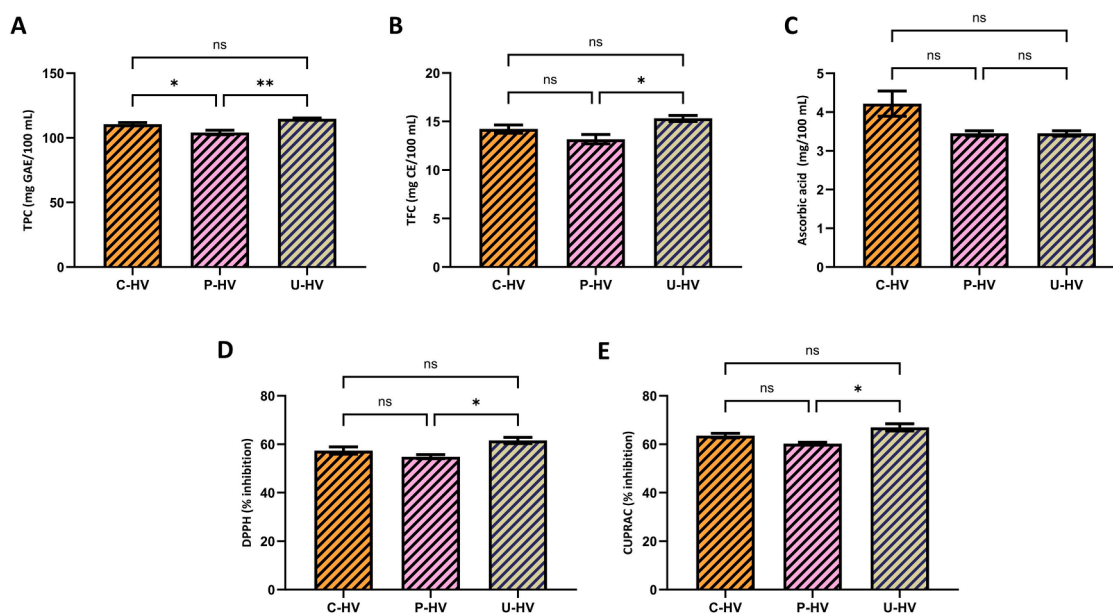 A
ns
*
**
TPC (mg GAE/100 mL)
150
100
50
0
C-HV
P-HV
U-HV
B
ns
ns
*
TFC (mg CE/100 mL)
20
15
10
5
0
C-HV
P-HV
U-HV
C
ns
ns
ns
Ascorbic acid (mg/100 mL)
5
4
3
2
1
0
C-HV
P-HV
U-HV
D
ns
ns
*
DPPH (% inhibition)
80
60
40
20
0
C-HV
P-HV
U-HV
E
ns
ns
*
CUPRAC (% inhibition)
80
60
40
20
0
C-HV
P-HV
U-HV